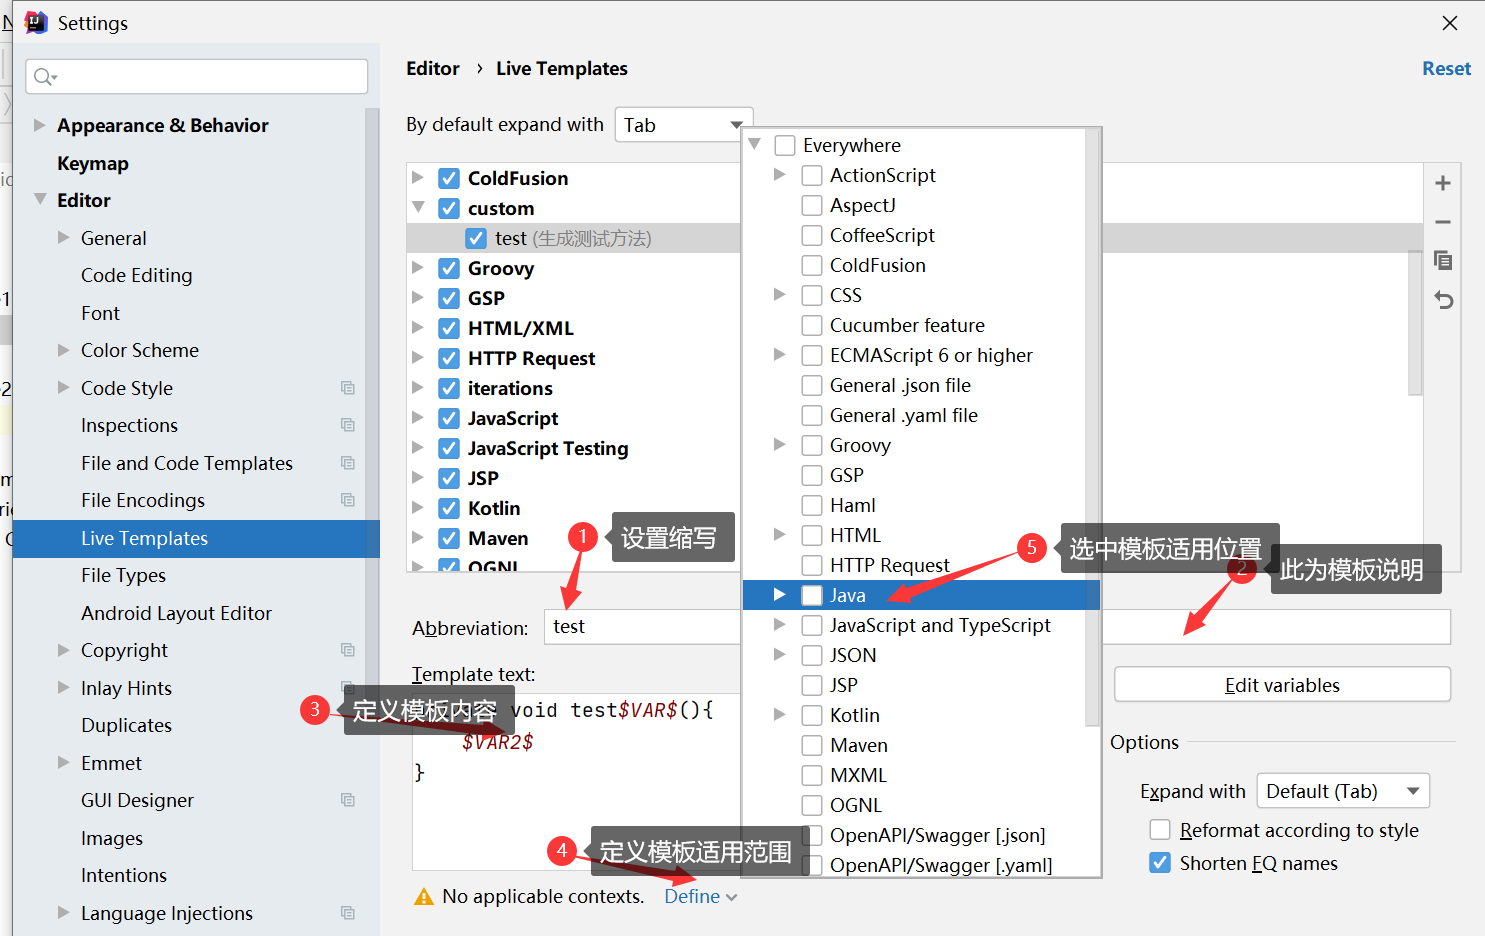 Settings
Editor › Live Templates
Reset
By default expand with
Tab
Appearance & Behavior
Keymap
Editor
General
Code Editing
Font
Color Scheme
Code Style
Inspections
File and Code Templates
File Encodings
Live Templates
File Types
Android Layout Editor
Copyright
Inlay Hints
Duplicates
Emmet
GUI Designer
Images
Intentions
Language Injections
ColdFusion
custom
test (生成测试方法)
Groovy
GSP
HTML/XML
HTTP Request
iterations
JavaScript
JavaScript Testing
JSP
Kotlin
Maven
OGNL
Everywhere
ActionScript
AspectJ
CoffeeScript
ColdFusion
CSS
Cucumber feature
ECMAScript 6 or higher
General .json file
General .yaml file
Groovy
GSP
Haml
HTML
HTTP Request
Java
JavaScript and TypeScript
JSON
JSP
Kotlin
Maven
MXML
OGNL
OpenAPI/Swagger [.json]
OpenAPI/Swagger [.yaml]
1 设置缩写
5 选中模板适用位置
2 此为模板说明
Abbreviation:
test
Template text:
3 定义模板内容
void test$VAR$(){
$VAR2$
}
4 定义模板适用范围
No applicable contexts. Define
Edit variables
Options
Expand with
Default (Tab)
Reformat according to style
Shorten FQ names